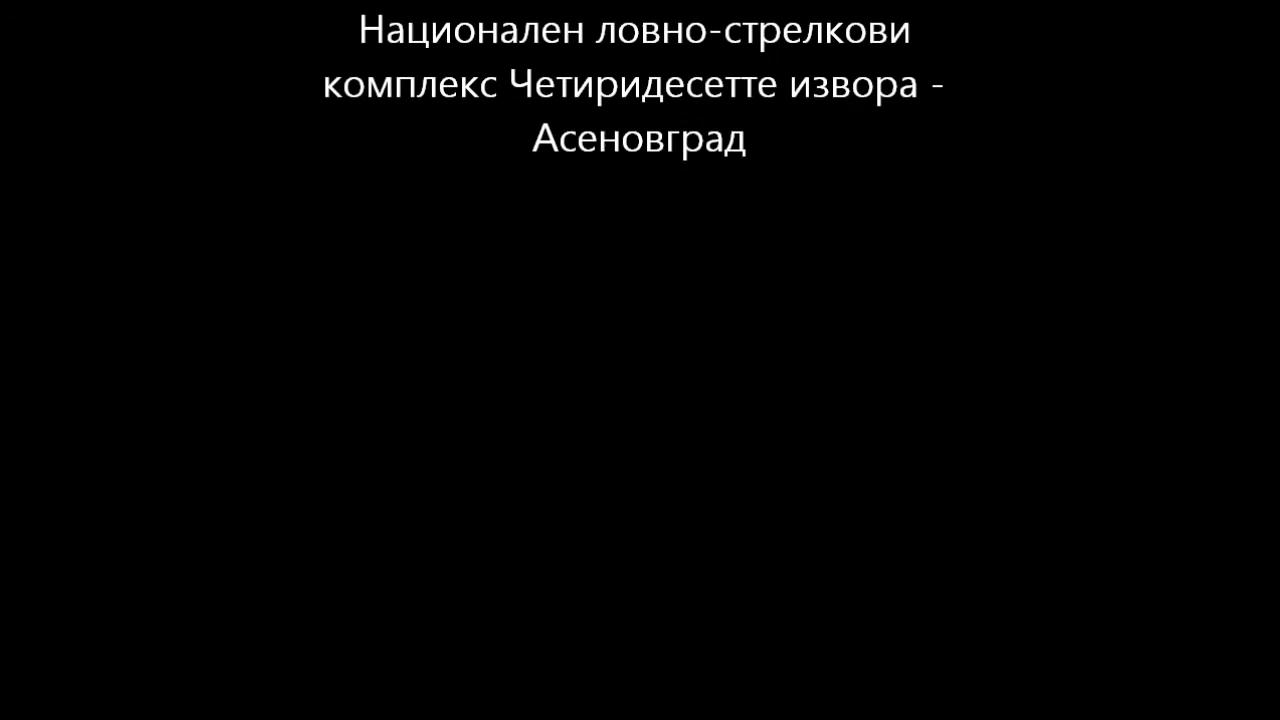 Национален ловно-стрелкови
комплекс Четиридесетте извора -
Асеновград